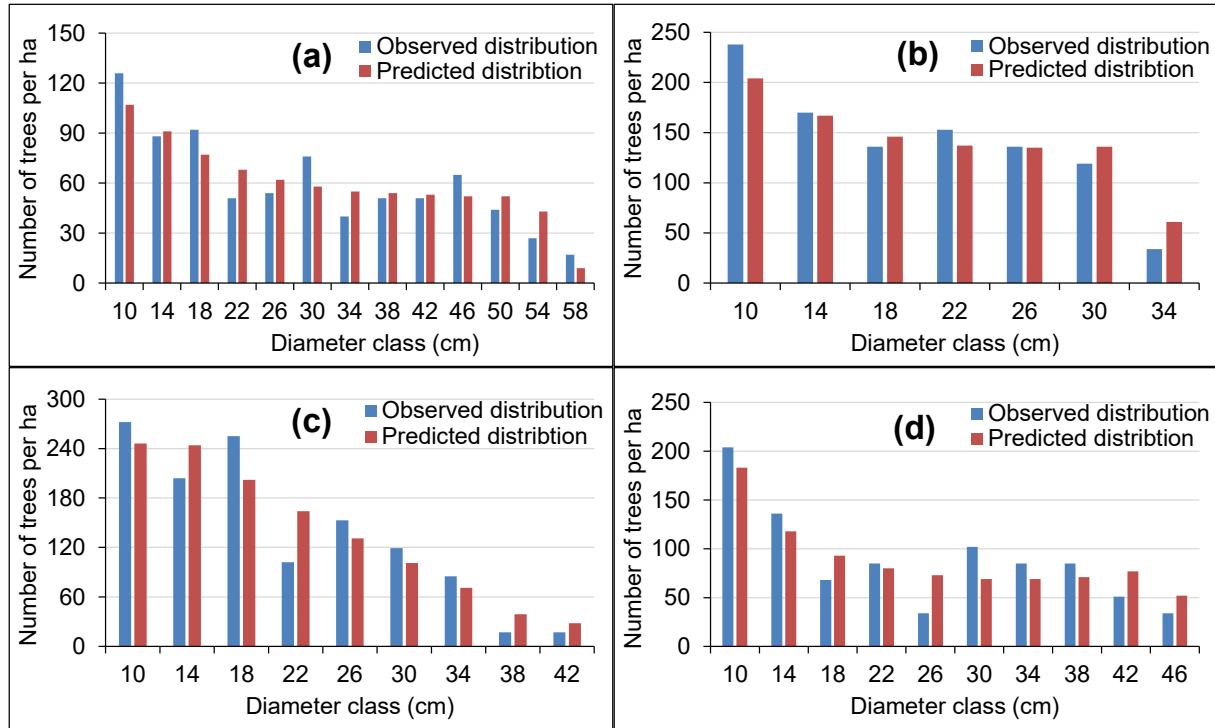 (a)
Observed distribution
Predicted distribtion
Number of trees per ha
150
120
90
60
30
0
10 14 18 22 26 30 34 38 42 46 50 54 58
Diameter class (cm)
(b)
Observed distribution
Predicted distribtion
Number of trees per ha
250
200
150
100
50
0
10 14 18 22 26 30 34
Diameter class (cm)
(c)
Observed distribution
Predicted distribtion
Number of trees per ha
300
240
180
120
60
0
10 14 18 22 26 30 34 38 42
Diameter class (cm)
(d)
Observed distribution
Predicted distribtion
Number of trees per ha
250
200
150
100
50
0
10 14 18 22 26 30 34 38 42 46
Diameter class (cm)